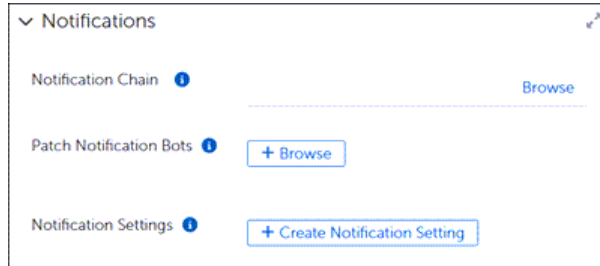 Notifications
Notification Chain
Browse
Patch Notification Bots
+ Browse
Notification Settings
+ Create Notification Setting